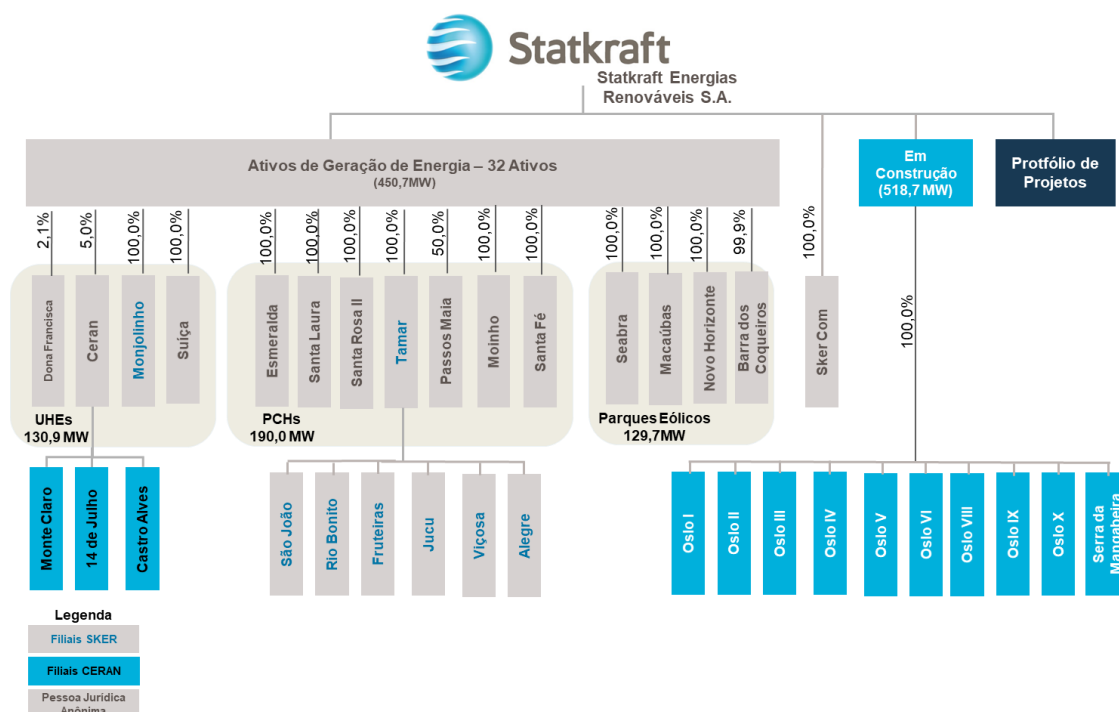 Statkraft
Statkraft Energias
Renováveis S.A.
Ativos de Geração de Energia – 32 Ativos
(450,7MW)
Em
Construção
(518,7 MW)
Protfólio de
Projetos
2,1%
5,0%
100,0%
100,0%
100,0%
100,0%
100,0%
100,0%
50,0%
100,0%
100,0%
100,0%
100,0%
100,0%
99,9%
100,0%
100,0%
Dona Francisca
Ceran
Monjolinho
Suíça
Esmeralda
Santa Laura
Santa Rosa II
Tamar
Passos Maia
Moinho
Santa Fé
Seabra
Macaúbas
Novo Horizonte
Barra dos
Coqueiros
Sker Com
UHEs
130,9 MW
PCHs
190,0 MW
Parques Eólicos
129,7MW
Monte Claro
14 de Julho
Castro Alves
São João
Rio Bonito
Fruteiras
Jucu
Viçosa
Alegre
Oslo I
Oslo II
Oslo III
Oslo IV
Oslo V
Oslo VI
Oslo VIII
Oslo IX
Oslo X
Serra da
Mangabeira
Legenda
Filiais SKER
Filiais CERAN
Pessoa Jurídica
Anônima